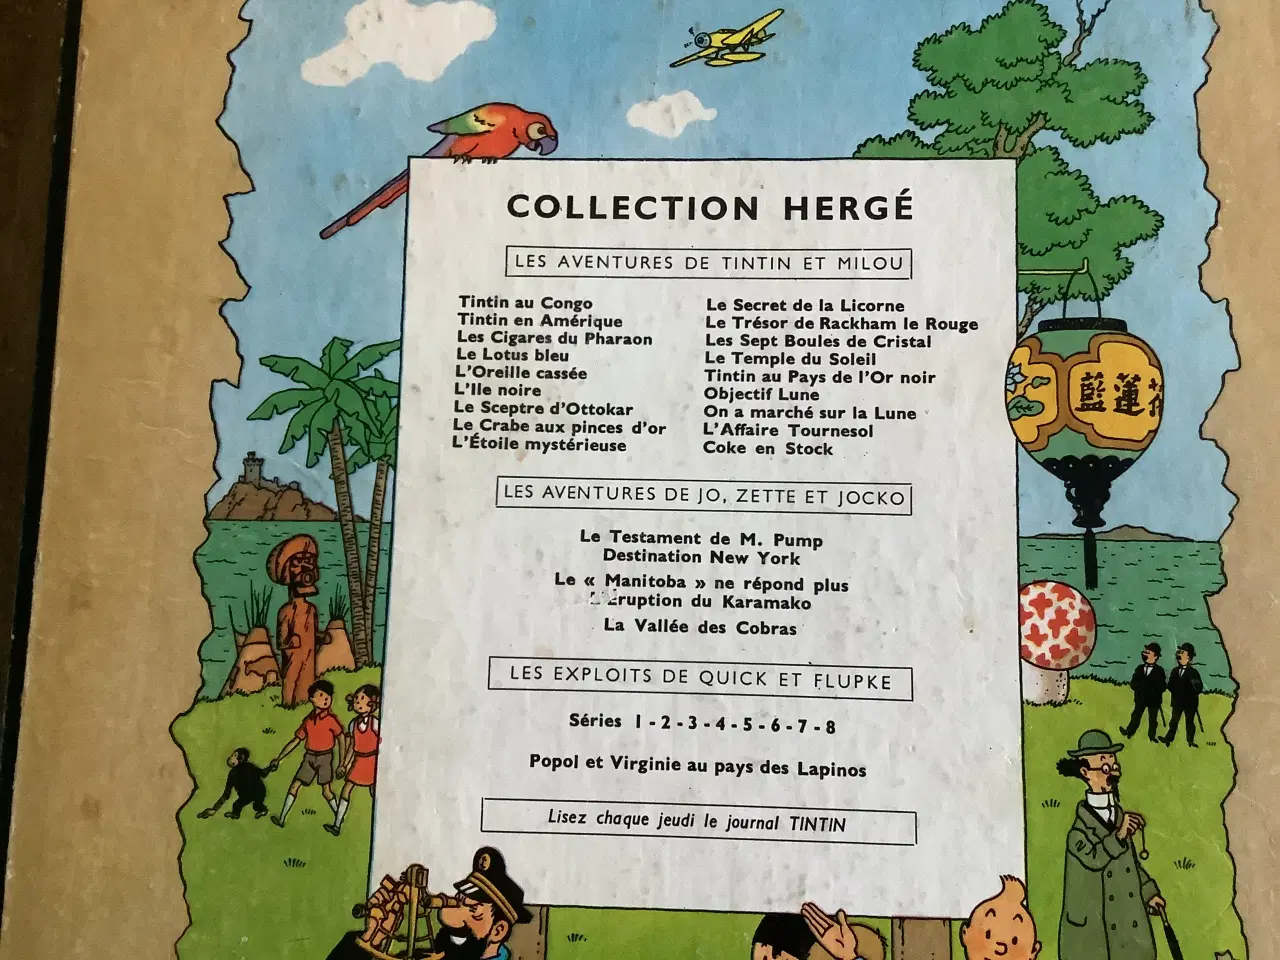 COLLECTION HERGÉ
LES AVENTURES DE TINTIN ET MILOU
Tintin au Congo
Tintin en Amérique
Les Cigares du Pharaon
Le Lotus bleu
L'Oreille cassée
L'Ile noire
Le Sceptre d'Ottokar
Le Crabe aux pinces d'or
L'Étoile mystérieuse
Le Secret de la Licorne
Le Trésor de Rackham le Rouge
Les Sept Boules de Cristal
Le Temple du Soleil
Tintin au Pays de l'Or noir
Objectif Lune
On a marché sur la Lune
L'Affaire Tournesol
Coke en Stock
LES AVENTURES DE JO, ZETTE ET JOCKO
Le Testament de M. Pump
Destination New York
Le « Manitoba » ne répond plus
L'Éruption du Karamako
La Vallée des Cobras
LES EXPLOITS DE QUICK ET FLUPKE
Séries 1 - 2 - 3 - 4 - 5 - 6 - 7 - 8
Popol et Virginie au pays des Lapinos
Lisez chaque jeudi le journal TINTIN
藍蓮